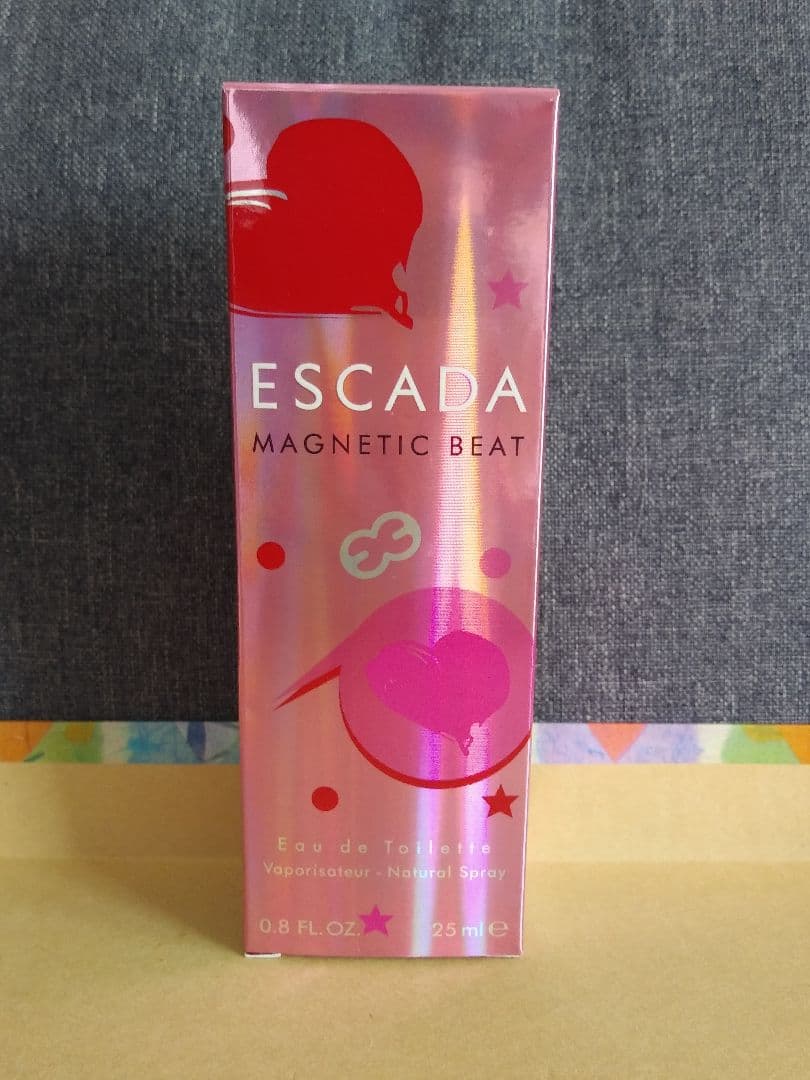 ESCADA
MAGNETIC BEAT
Eau de Toilette
Vaporisateur - Natural Spray
0.8 FL.OZ. 25 ml ℮